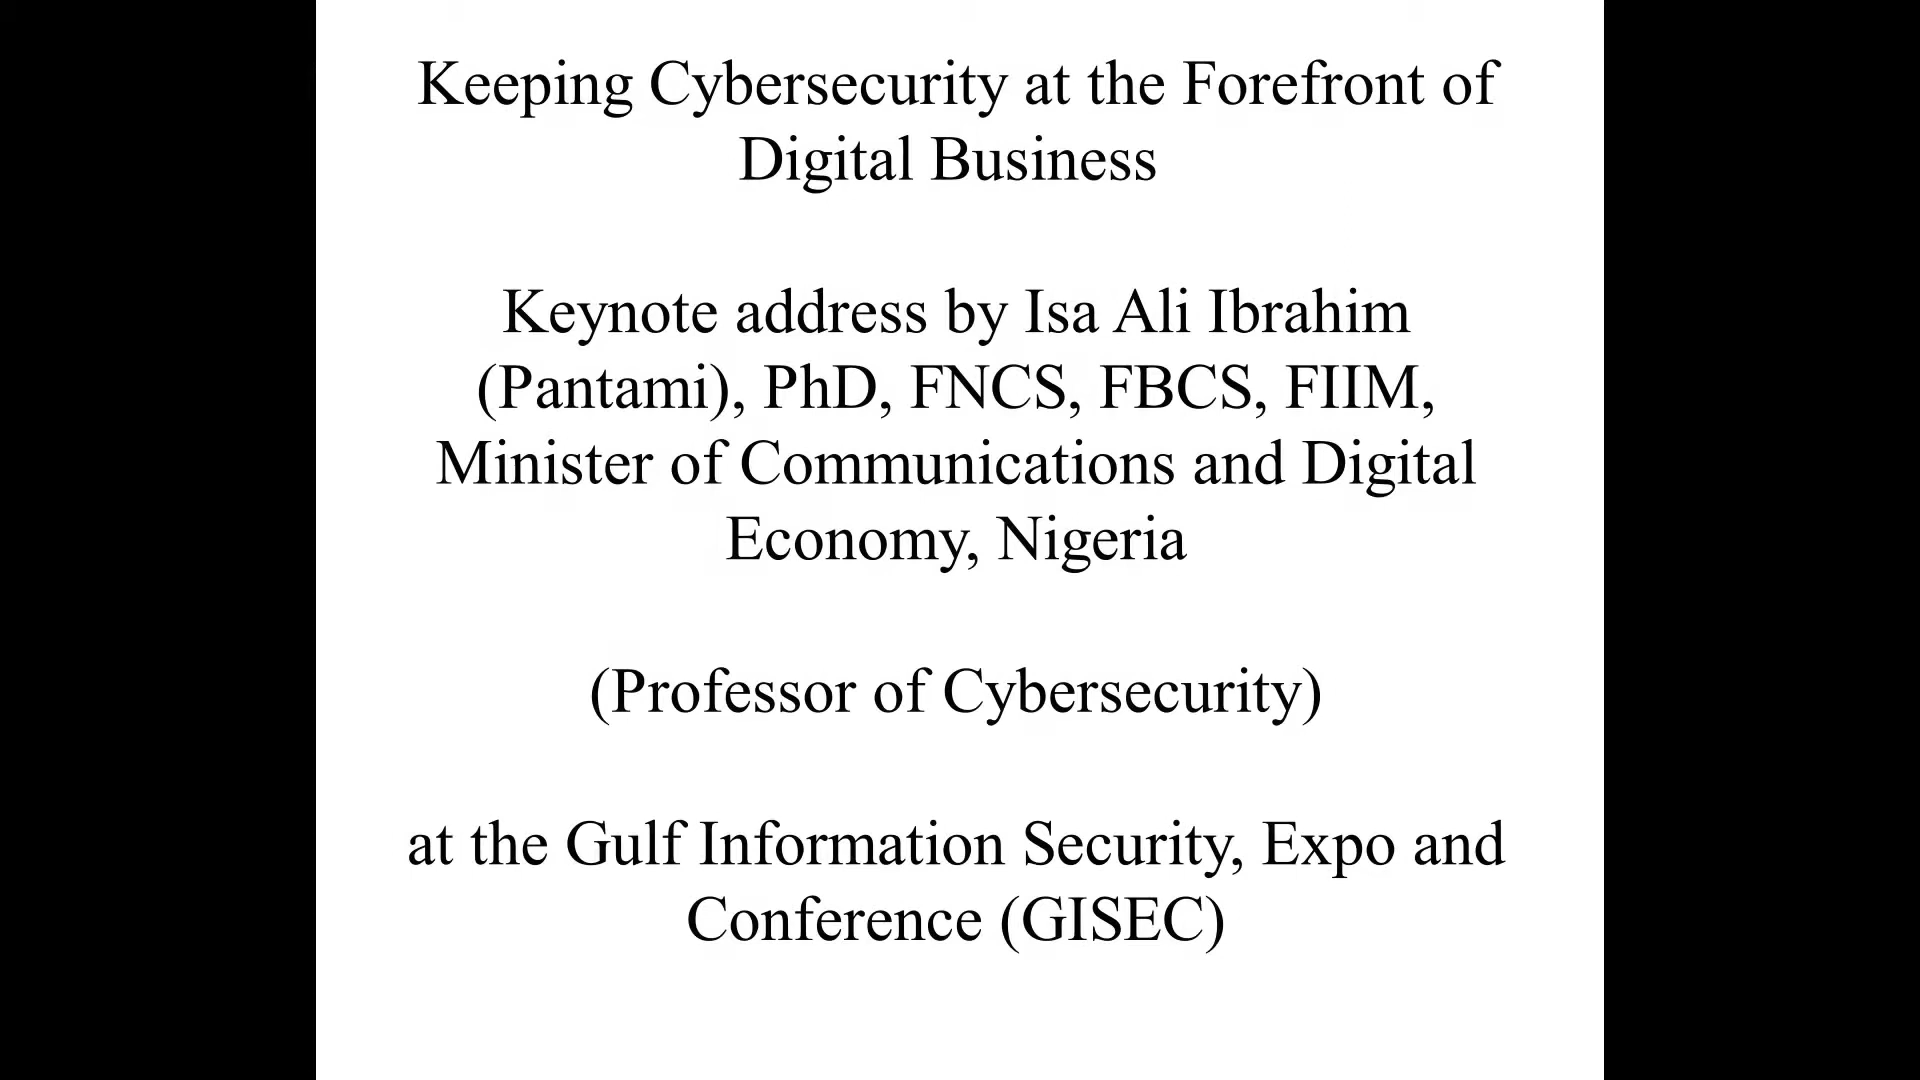 Keeping Cybersecurity at the Forefront of
Digital Business
Keynote address by Isa Ali Ibrahim
(Pantami), PhD, FNCS, FBCS, FIIM,
Minister of Communications and Digital
Economy, Nigeria
(Professor of Cybersecurity)
at the Gulf Information Security, Expo and
Conference (GISEC)